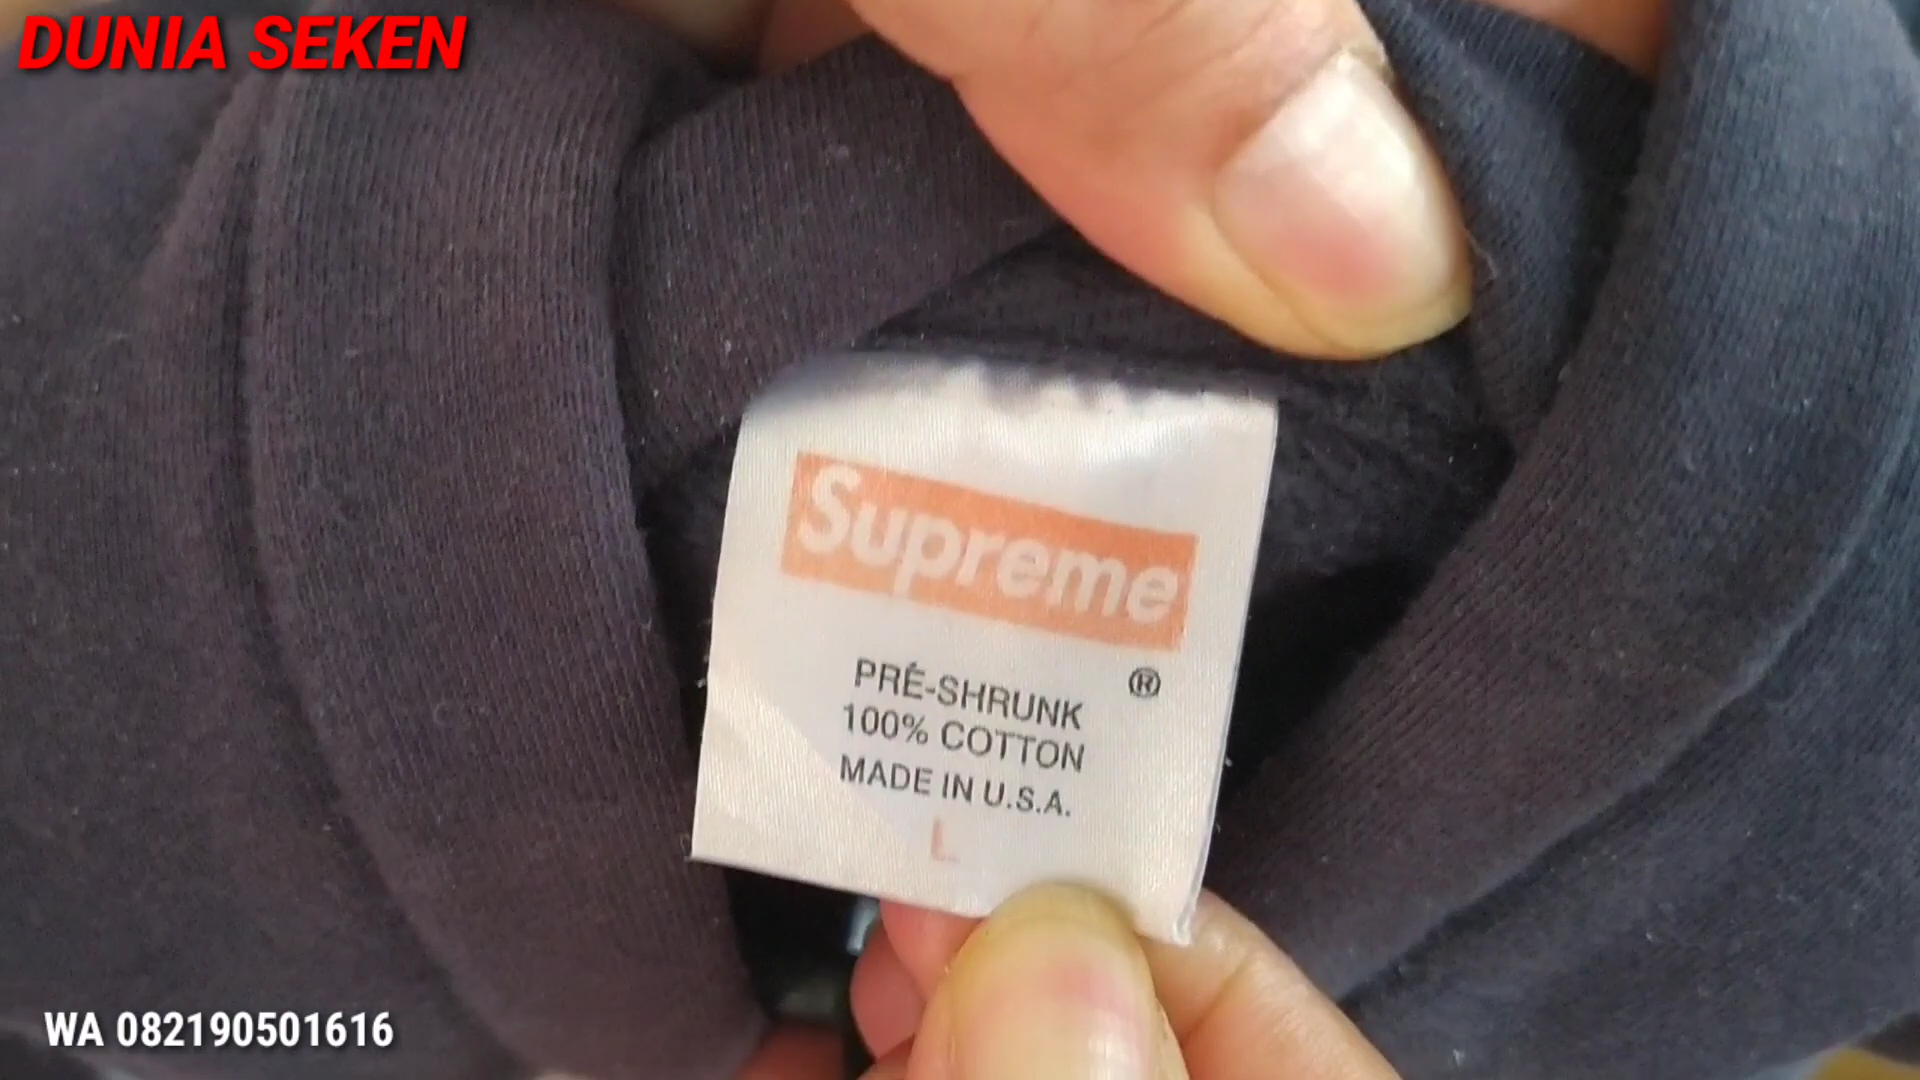 DUNIA SEKEN
Supreme
®
PRÉ-SHRUNK
100% COTTON
MADE IN U.S.A.
L
WA 082190501616